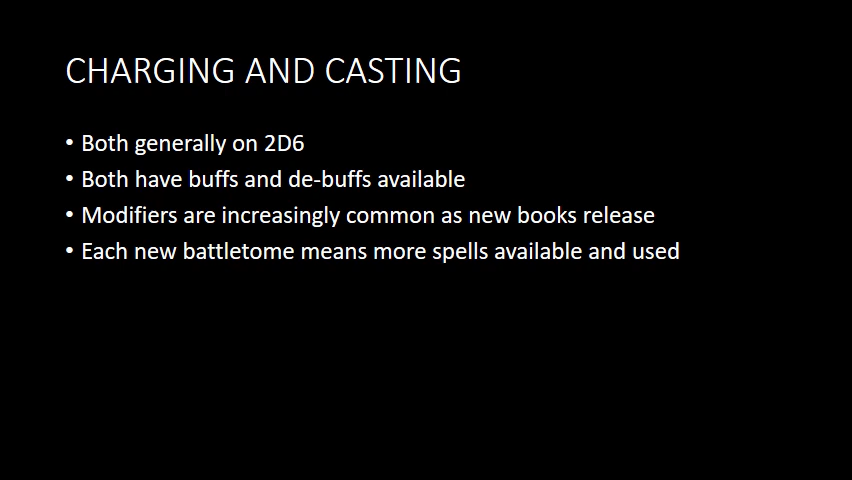 CHARGING AND CASTING
• Both generally on 2D6
• Both have buffs and de-buffs available
• Modifiers are increasingly common as new books release
• Each new battletome means more spells available and used